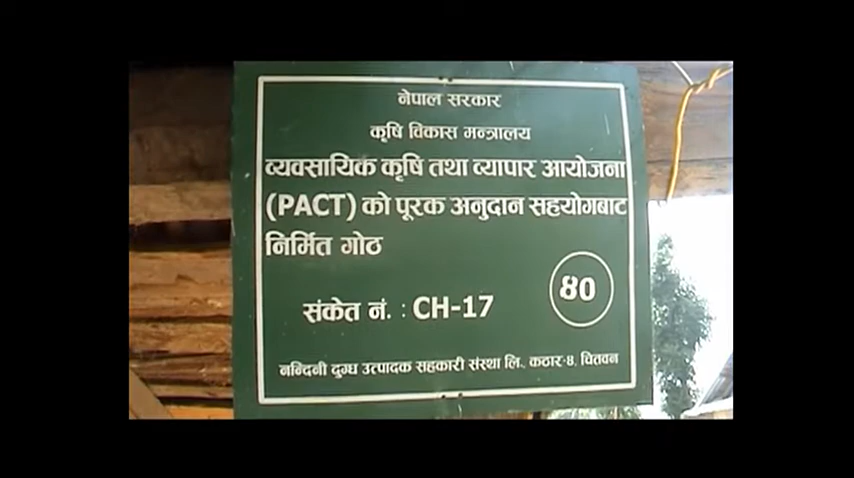 नेपाल सरकार
कृषि विकास मन्त्रालय
व्यवसायिक कृषि तथा व्यापार आयोजना
(PACT) को पूरक अनुदान सहयोगबाट
निर्मित गोठ
४०
संकेत नं. : CH-17
नन्दिनी दुग्ध उत्पादक सहकारी संस्था लि., कठार-४, चितवन